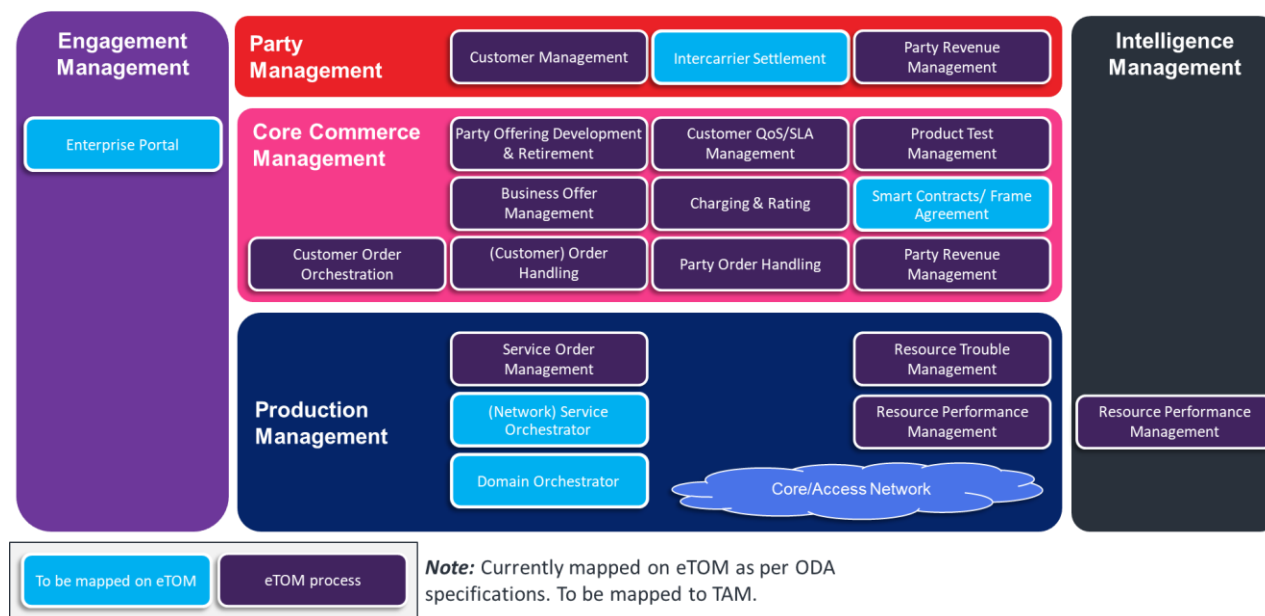 Engagement
Management
Enterprise Portal
Party
Management
Customer Management
Intercarrier Settlement
Party Revenue
Management
Core Commerce
Management
Party Offering Development
& Retirement
Customer QoS/SLA
Management
Product Test
Management
Business Offer
Management
Charging & Rating
Smart Contracts/ Frame
Agreement
Customer Order
Orchestration
(Customer) Order
Handling
Party Order Handling
Party Revenue
Management
Production
Management
Service Order
Management
Resource Trouble
Management
(Network) Service
Orchestrator
Resource Performance
Management
Domain Orchestrator
Core/Access Network
Intelligence
Management
Resource Performance
Management
To be mapped on eTOM
eTOM process
Note: Currently mapped on eTOM as per ODA
specifications. To be mapped to TAM.